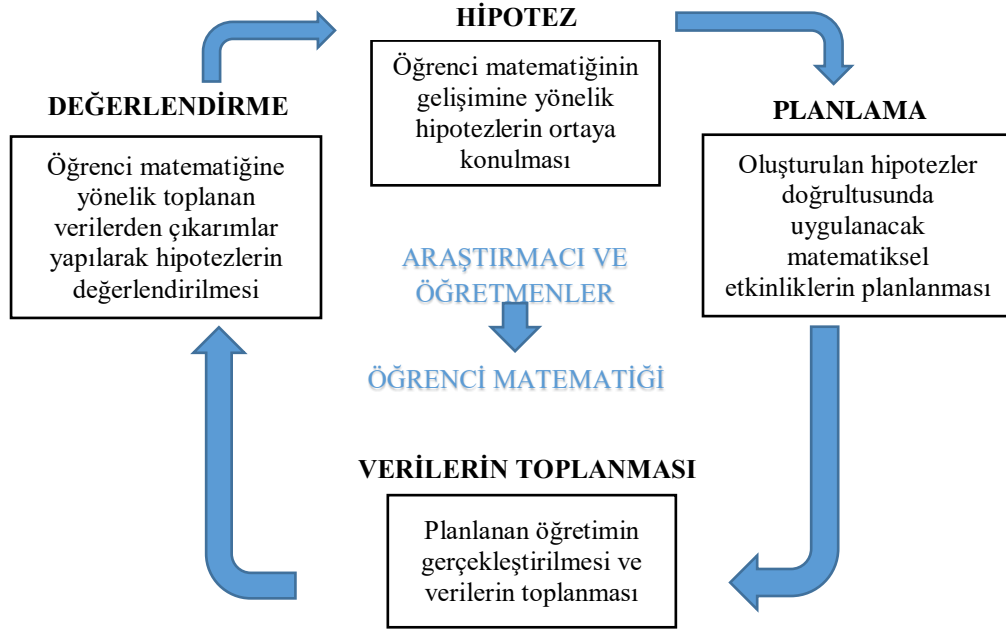 HİPOTEZ
Öğrenci matematiğinin
gelişimine yönelik
hipotezlerin ortaya
konulması
PLANLAMA
Oluşturulan hipotezler
doğrultusunda
uygulanacak
matematiksel
etkinliklerin planlanması
VERİLERİN TOPLANMASI
Planlanan öğretimin
gerçekleştirilmesi ve
verilerin toplanması
DEĞERLENDİRME
Öğrenci matematiğine
yönelik toplanan
verilerden çıkarımlar
yapılarak hipotezlerin
değerlendirilmesi
ARAŞTIRMACI VE
ÖĞRETMENLER
ÖĞRENCİ MATEMATİĞİ